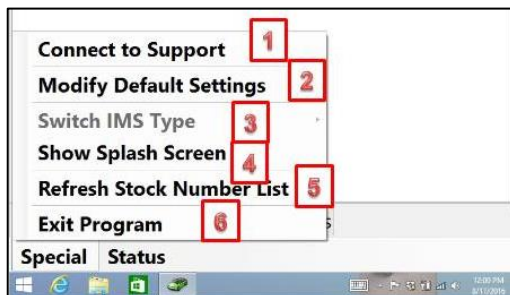 Connect to Support 1
Modify Default Settings 2
Switch IMS Type 3
Show Splash Screen 4
Refresh Stock Number List 5
Exit Program 6
Special Status
12:00 PM